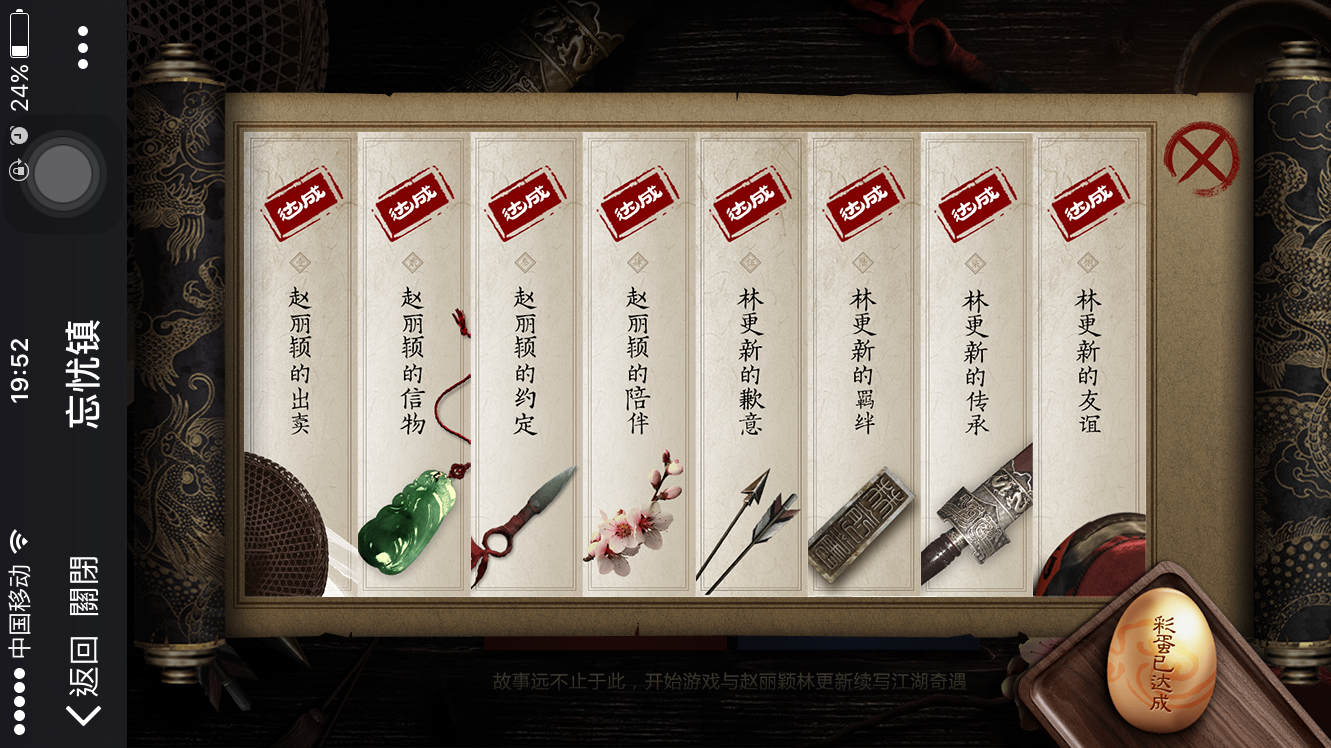 中国移动
19:52
24%
返回 關閉
忘忧镇
达成
赵丽颖的出卖
达成
赵丽颖的信物
达成
赵丽颖的约定
达成
赵丽颖的陪伴
达成
林更新的歉意
达成
林更新的羁绊
达成
林更新的传承
达成
林更新的友谊
故事远不止于此，开始游戏与赵丽颖林更新续写江湖奇遇
彩蛋已达成